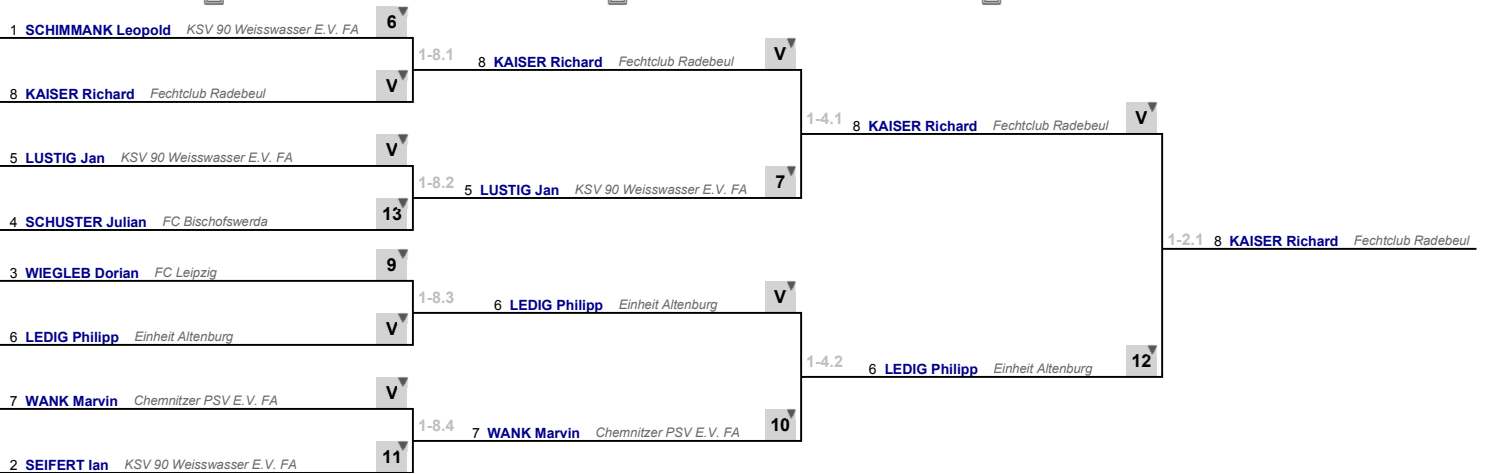 1 SCHIMMANK Leopold KSV 90 Weisswasser E.V. FA 6
8 KAISER Richard Fechtclub Radebeul V
5 LUSTIG Jan KSV 90 Weisswasser E.V. FA V
4 SCHUSTER Julian FC Bischofswerda 13
3 WIEGLEB Dorian FC Leipzig 9
6 LEDIG Philipp Einheit Altenburg V
7 WANK Marvin Chemnitzer PSV E.V. FA V
2 SEIFERT Ian KSV 90 Weisswasser E.V. FA 11
1-8.1 8 KAISER Richard Fechtclub Radebeul V
1-8.2 5 LUSTIG Jan KSV 90 Weisswasser E.V. FA 7
1-8.3 6 LEDIG Philipp Einheit Altenburg V
1-8.4 7 WANK Marvin Chemnitzer PSV E.V. FA 10
1-4.1 8 KAISER Richard Fechtclub Radebeul V
1-4.2 6 LEDIG Philipp Einheit Altenburg 12
1-2.1 8 KAISER Richard Fechtclub Radebeul